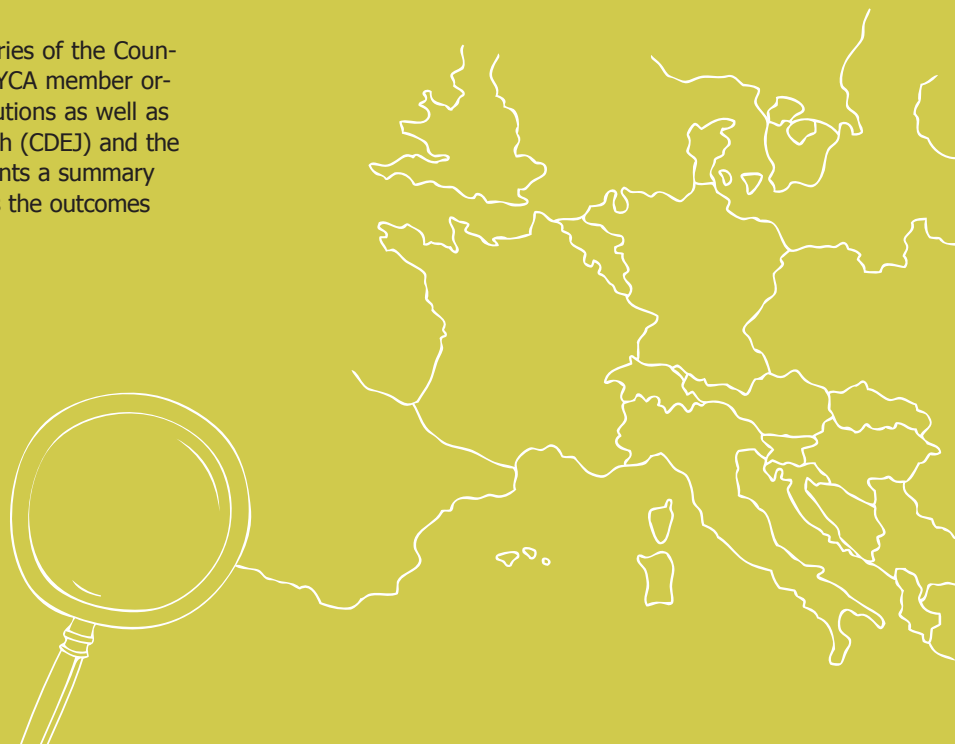 ries of the Coun-
YCA member or-
utions as well as
h (CDEJ) and the
nts a summary
s the outcomes